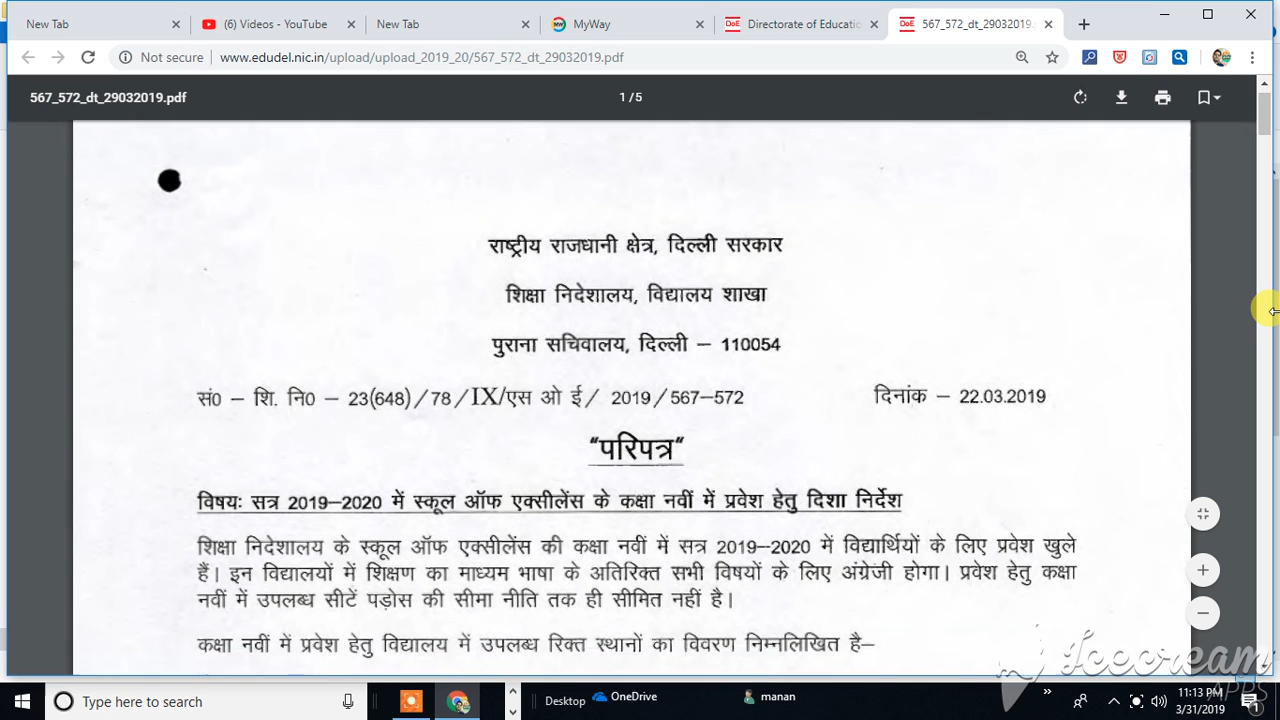 New Tab
(6) Videos - YouTube
New Tab
MyWay
DoE Directorate of Educatio
DoE 567_572_dt_29032019.
Not secure
www.edudel.nic.in/upload/upload_2019_20/567_572_dt_29032019.pdf
567_572_dt_29032019.pdf
1 / 5
राष्ट्रीय राजधानी क्षेत्र, दिल्ली सरकार
शिक्षा निदेशालय, विद्यालय शाखा
पुराना सचिवालय, दिल्ली – 110054
सं0 – शि. नि0 – 23(648)/78/IX/एस ओ ई/ 2019/567–572
दिनांक – 22.03.2019
“परिपत्र“
विषयः सत्र 2019–2020 में स्कूल ऑफ एक्सीलेंस के कक्षा नवीं में प्रवेश हेतु दिशा निर्देश
शिक्षा निदेशालय के स्कूल ऑफ एक्सीलेंस की कक्षा नवीं में सत्र 2019–2020 में विद्यार्थियों के लिए प्रवेश खुले
हैं। इन विद्यालयों में शिक्षण का माध्यम भाषा के अतिरिक्त सभी विषयों के लिए अंग्रेजी होगा। प्रवेश हेतु कक्षा
नवीं में उपलब्ध सीटें पड़ोस की सीमा नीति तक ही सीमित नहीं है।
कक्षा नवीं में प्रवेश हेतु विद्यालय में उपलब्ध रिक्त स्थानों का विवरण निम्नलिखित है–
Icecream
APPS
Type here to search
Desktop
OneDrive
manan
11:13 PM
3/31/2019